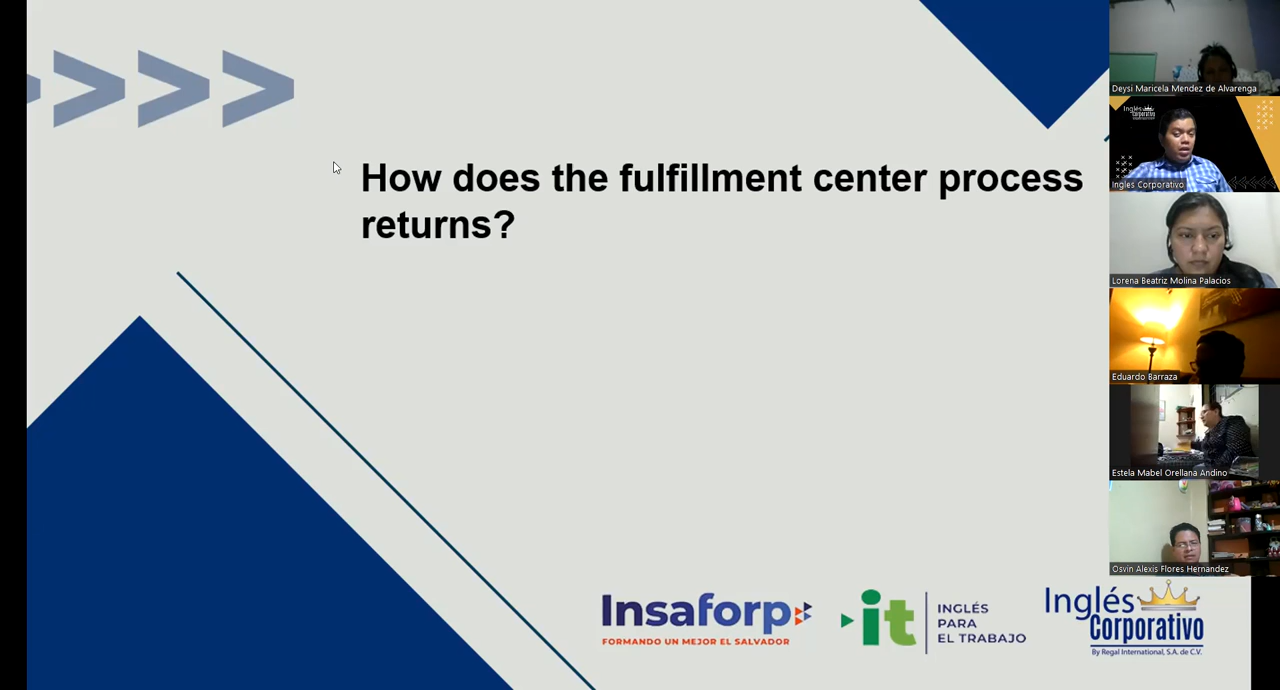 How does the fulfillment center process
returns?
Insaforp
FORMANDO UN MEJOR EL SALVADOR
it
INGLÉS
PARA
EL TRABAJO
Inglés
Corporativo
By Regal International, S.A. de C.V.
Deysi Maricela Mendez de Alvarenga
Inglés
Corporativo
Ingles Corporativo
Lorena Beatriz Molina Palacios
Eduardo Barraza
Estela Mabel Orellana Andino
Osvin Alexis Flores Hernandez